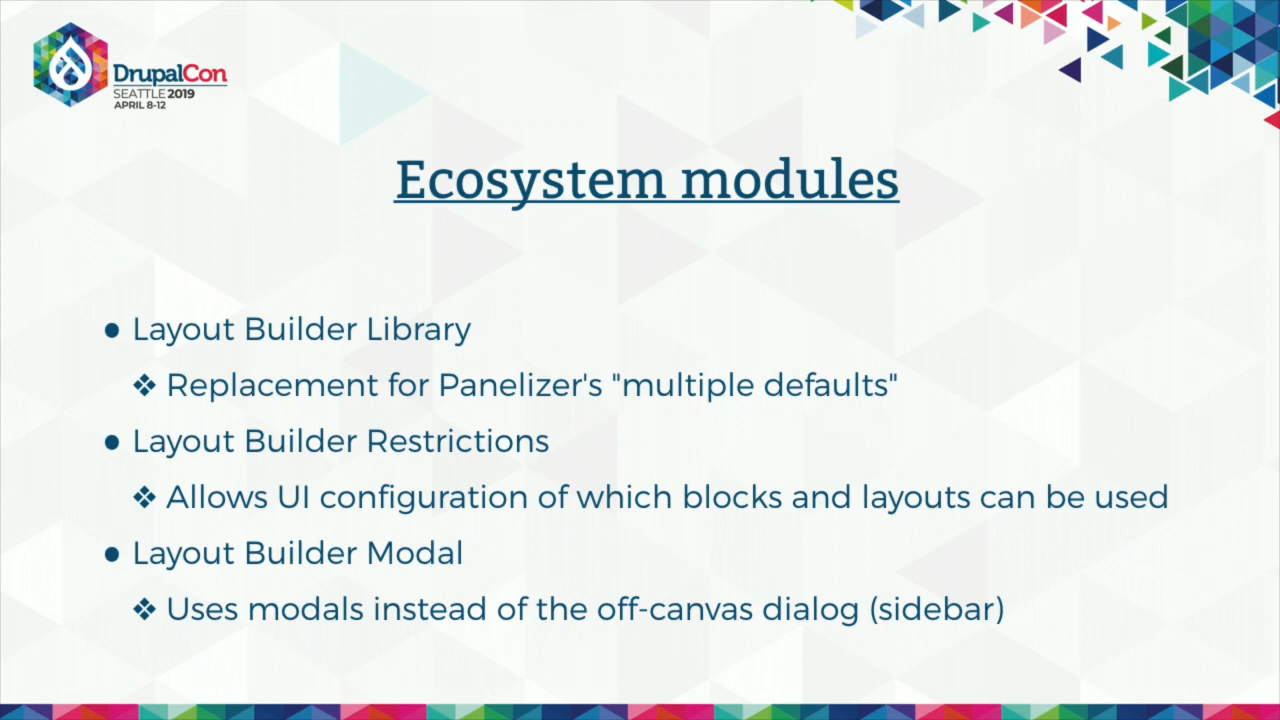 DrupalCon
SEATTLE 2019
APRIL 8-12
Ecosystem modules
● Layout Builder Library
❖ Replacement for Panelizer's "multiple defaults"
● Layout Builder Restrictions
❖ Allows UI configuration of which blocks and layouts can be used
● Layout Builder Modal
❖ Uses modals instead of the off-canvas dialog (sidebar)